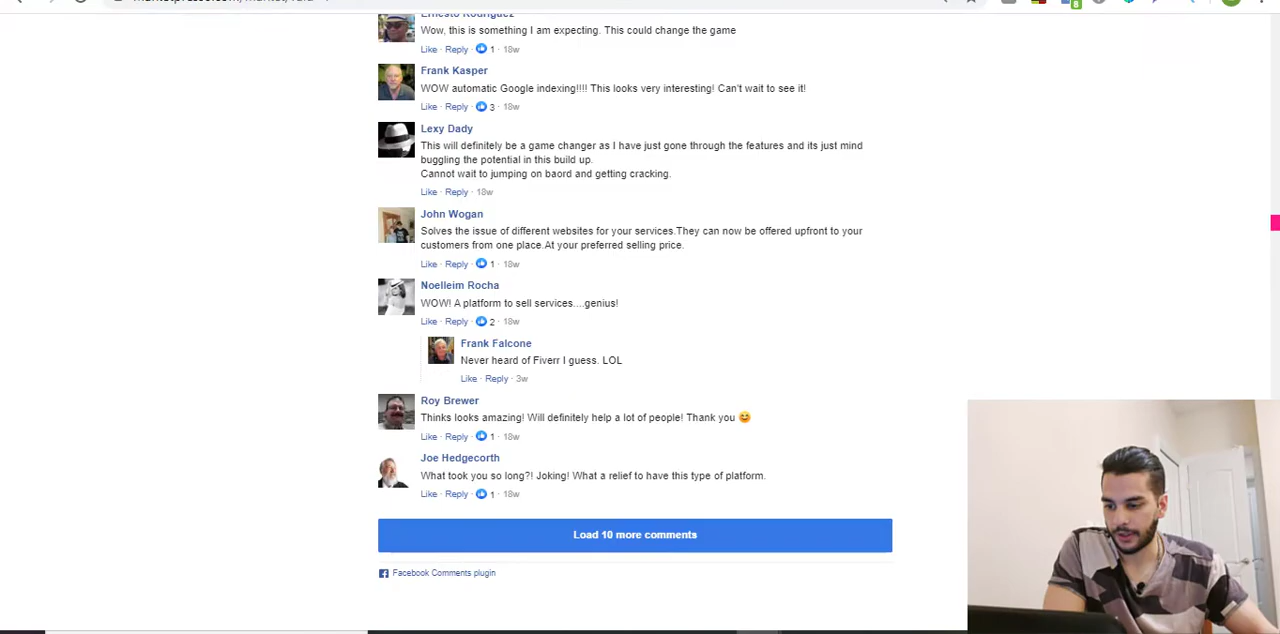 8
Ernesto Rodriguez
Wow, this is something I am expecting. This could change the game
Like · Reply · 1 · 18w
Frank Kasper
WOW automatic Google indexing!!!! This looks very interesting! Can't wait to see it!
Like · Reply · 3 · 18w
Lexy Dady
This will definitely be a game changer as I have just gone through the features and its just mind
buggling the potential in this build up.
Cannot wait to jumping on baord and getting cracking.
Like · Reply · 18w
John Wogan
Solves the issue of different websites for your services.They can now be offered upfront to your
customers from one place.At your preferred selling price.
Like · Reply · 1 · 18w
Noelleim Rocha
WOW! A platform to sell services....genius!
Like · Reply · 2 · 18w
Frank Falcone
Never heard of Fiverr I guess. LOL
Like · Reply · 3w
Roy Brewer
Thinks looks amazing! Will definitely help a lot of people! Thank you 😊
Like · Reply · 1 · 18w
Joe Hedgecorth
What took you so long?! Joking! What a relief to have this type of platform.
Like · Reply · 1 · 18w
Load 10 more comments
Facebook Comments plugin